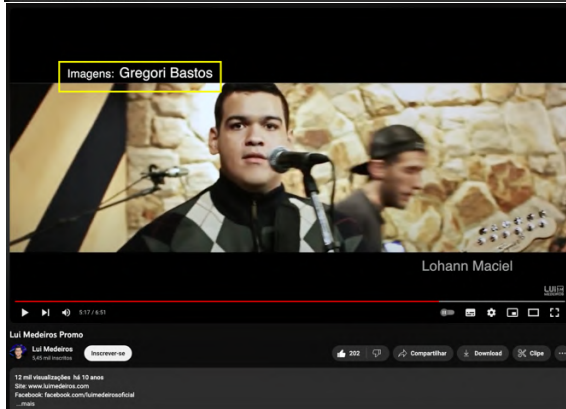 Imagens: Gregori Bastos
Lohann Maciel
LUI
MEDEIROS
5:17 / 6:51
Lui Medeiros Promo
Lui Medeiros
5,45 mil inscritos
Inscrever-se
202
Compartilhar
Download
Clipe
12 mil visualizações há 10 anos
Site: www.luimedeiros.com
Facebook: facebook.com/luimedeirosoficial
...mais